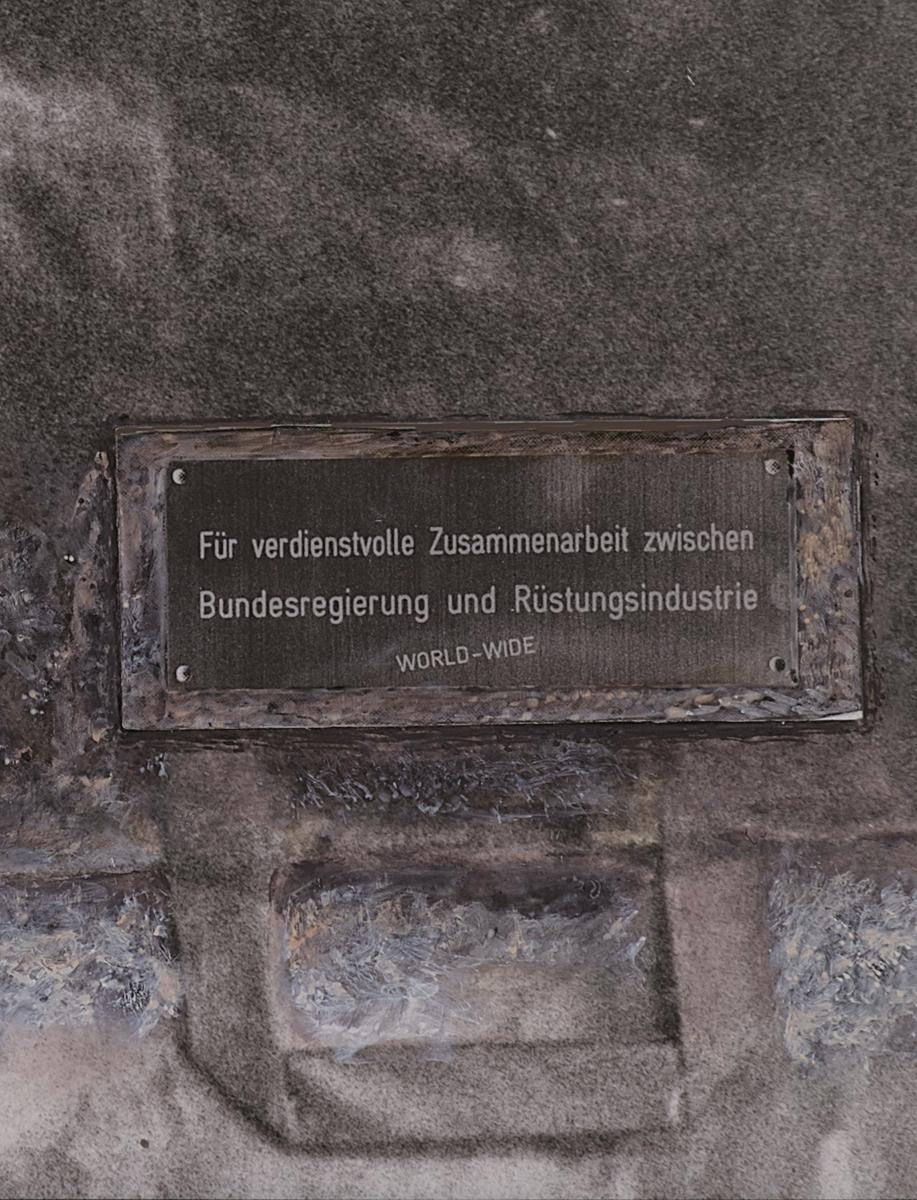 Für verdienstvolle Zusammenarbeit zwischen
Bundesregierung und Rüstungsindustrie
WORLD-WIDE